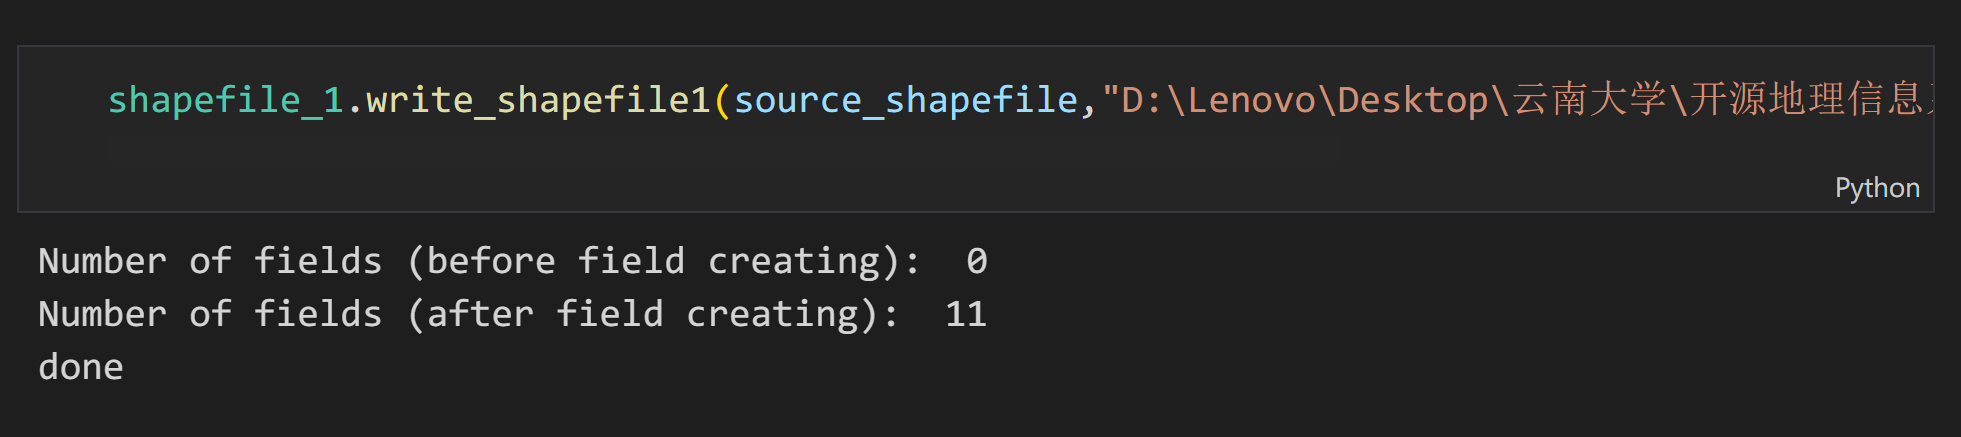 shapefile_1.write_shapefile1(source_shapefile,"D:\Lenovo\Desktop\云南大学\开源地理信息
Python
Number of fields (before field creating):  0
Number of fields (after field creating):  11
done